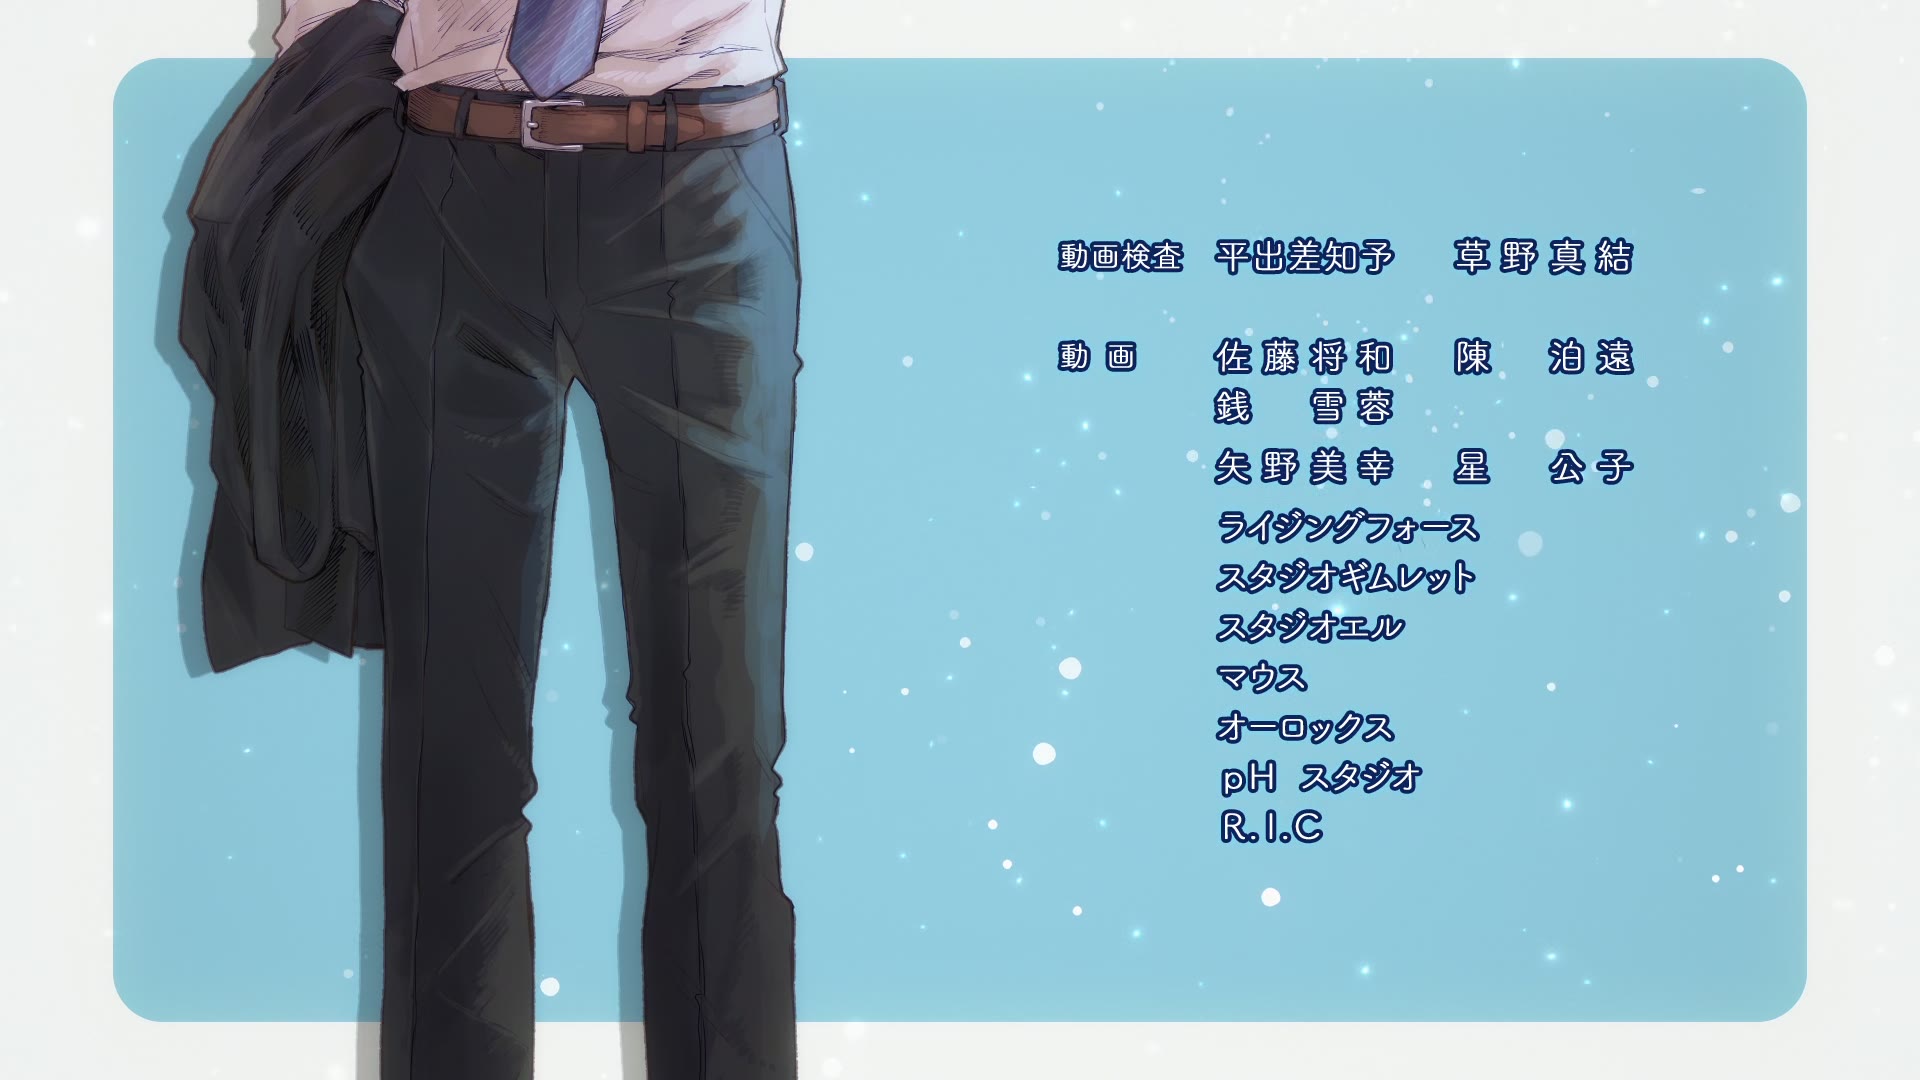 動画検査 平出差知予 草野真結
動画 佐藤将和 陳 泊遠
銭 雪蓉
矢野美幸 星 公子
ライジングフォース
スタジオギムレット
スタジオエル
マウス
オーロックス
pH スタジオ
R.I.C